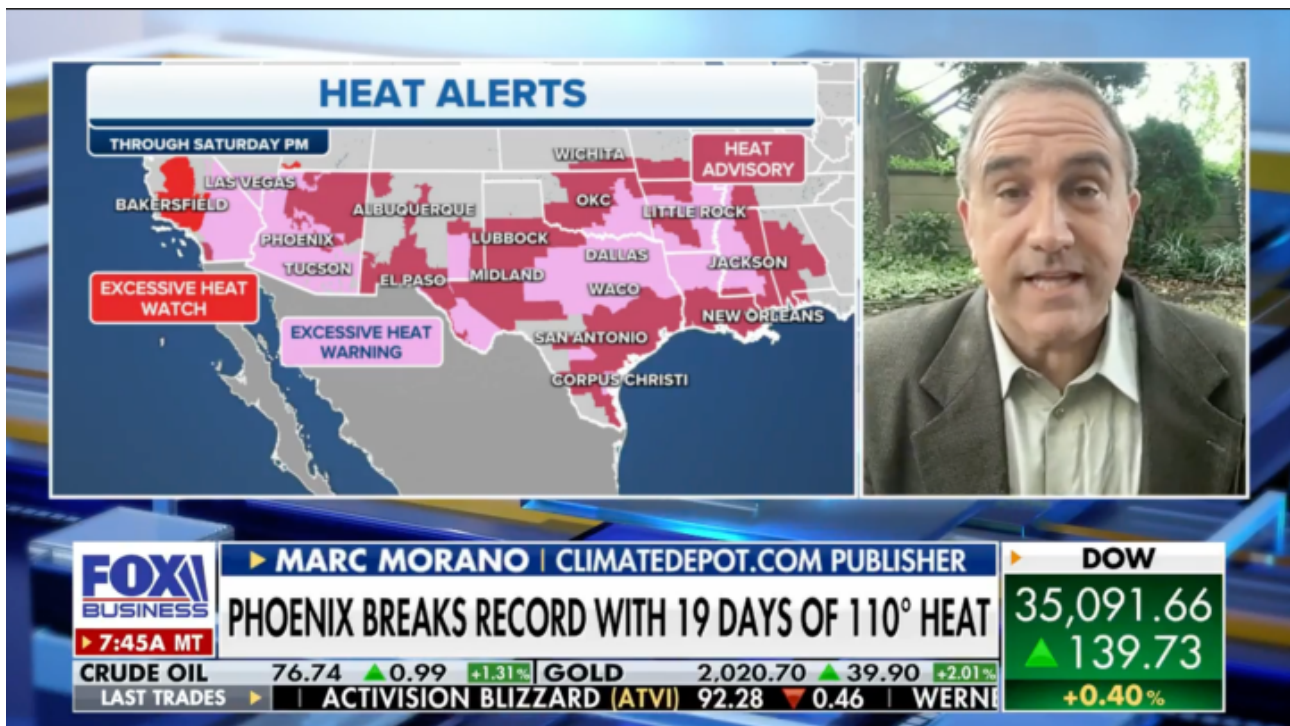 HEAT ALERTS
THROUGH SATURDAY PM
WICHITA
HEAT
ADVISORY
LAS VEGAS
BAKERSFIELD
ALBUQUERQUE
OKC
LITTLE ROCK
PHOENIX
LUBBOCK
DALLAS
TUCSON
EL PASO
MIDLAND
JACKSON
WACO
EXCESSIVE HEAT
WATCH
NEW ORLEANS
EXCESSIVE HEAT
WARNING
SAN ANTONIO
CORPUS CHRISTI
FOX
BUSINESS
7:45A MT
MARC MORANO | CLIMATEDEPOT.COM PUBLISHER
PHOENIX BREAKS RECORD WITH 19 DAYS OF 110° HEAT
DOW
35,091.66
139.73
+0.40%
CRUDE OIL 76.74 ▲0.99 +1.31% GOLD 2,020.70 ▲39.90 +2.01%
LAST TRADES ACTIVISION BLIZZARD (ATVI) 92.28 ▼0.46 | WERNE